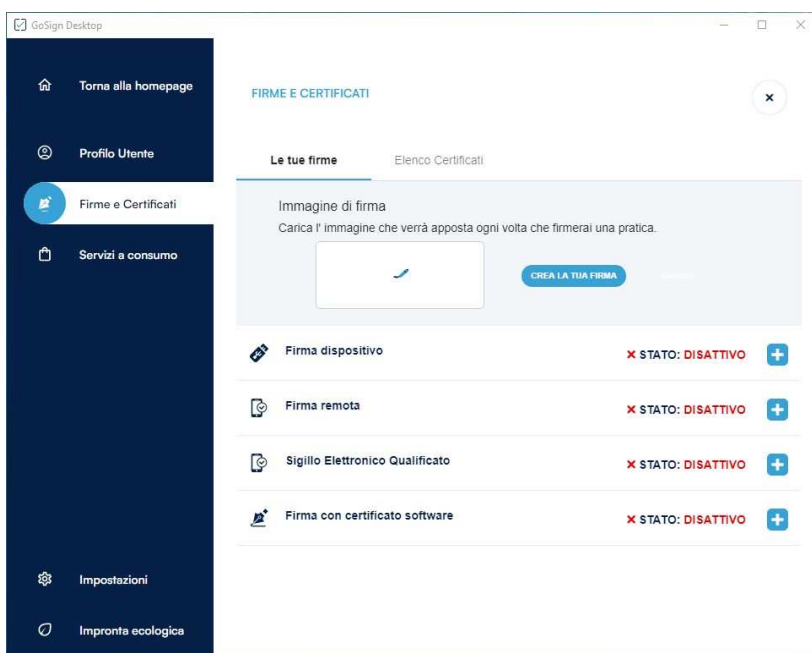 GoSign Desktop
Torna alla homepage
Profilo Utente
Firme e Certificati
Servizi a consumo
Impostazioni
Impronta ecologica
FIRME E CERTIFICATI
Le tue firme
Elenco Certificati
Immagine di firma
Carica l' immagine che verrà apposta ogni volta che firmerai una pratica.
CREA LA TUA FIRMA
Firma dispositivo
STATO: DISATTIVO
Firma remota
STATO: DISATTIVO
Sigillo Elettronico Qualificato
STATO: DISATTIVO
Firma con certificato software
STATO: DISATTIVO